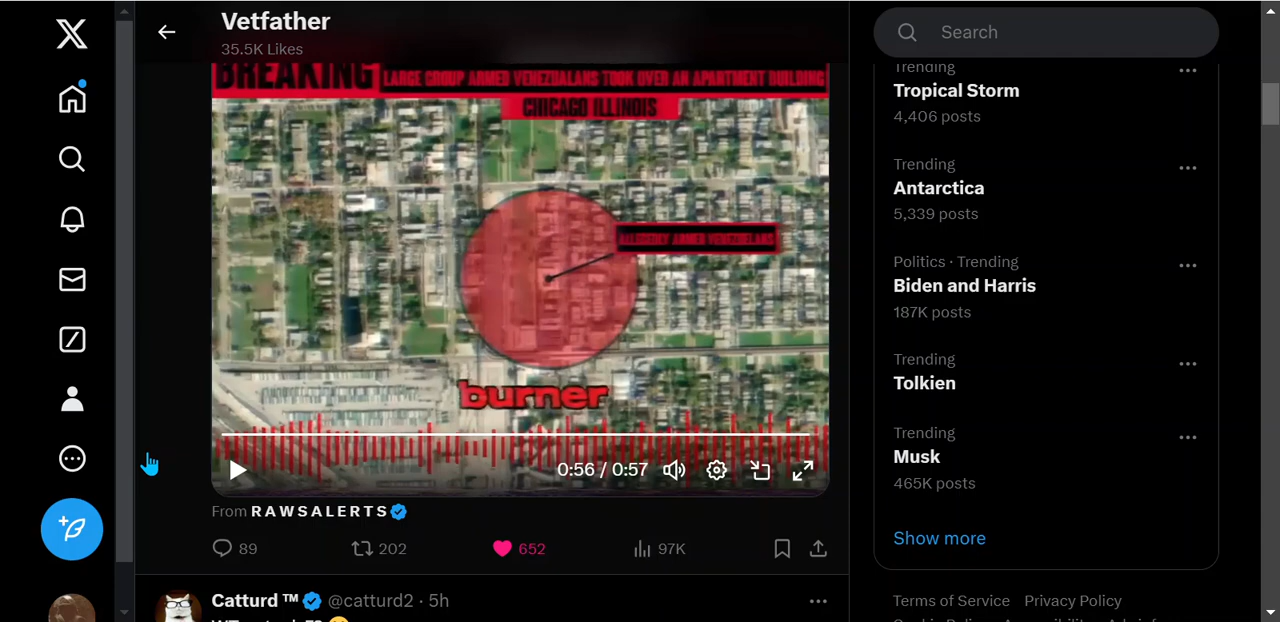 Vetfather
35.5K Likes
Search
BREAKING
LARGE GROUP ARMED VENEZUALANS TOOK OVER AN APARTMENT BUILDING
CHICAGO ILLINOIS
ALLEGEDLY ARMED VENEZUELANS
burner
0:56 / 0:57
From RAWSALERTS
89
202
652
97K
Catturd ™ @catturd2 · 5h
Trending
Tropical Storm
4,406 posts
Trending
Antarctica
5,339 posts
Politics · Trending
Biden and Harris
187K posts
Trending
Tolkien
Trending
Musk
465K posts
Show more
Terms of Service Privacy Policy